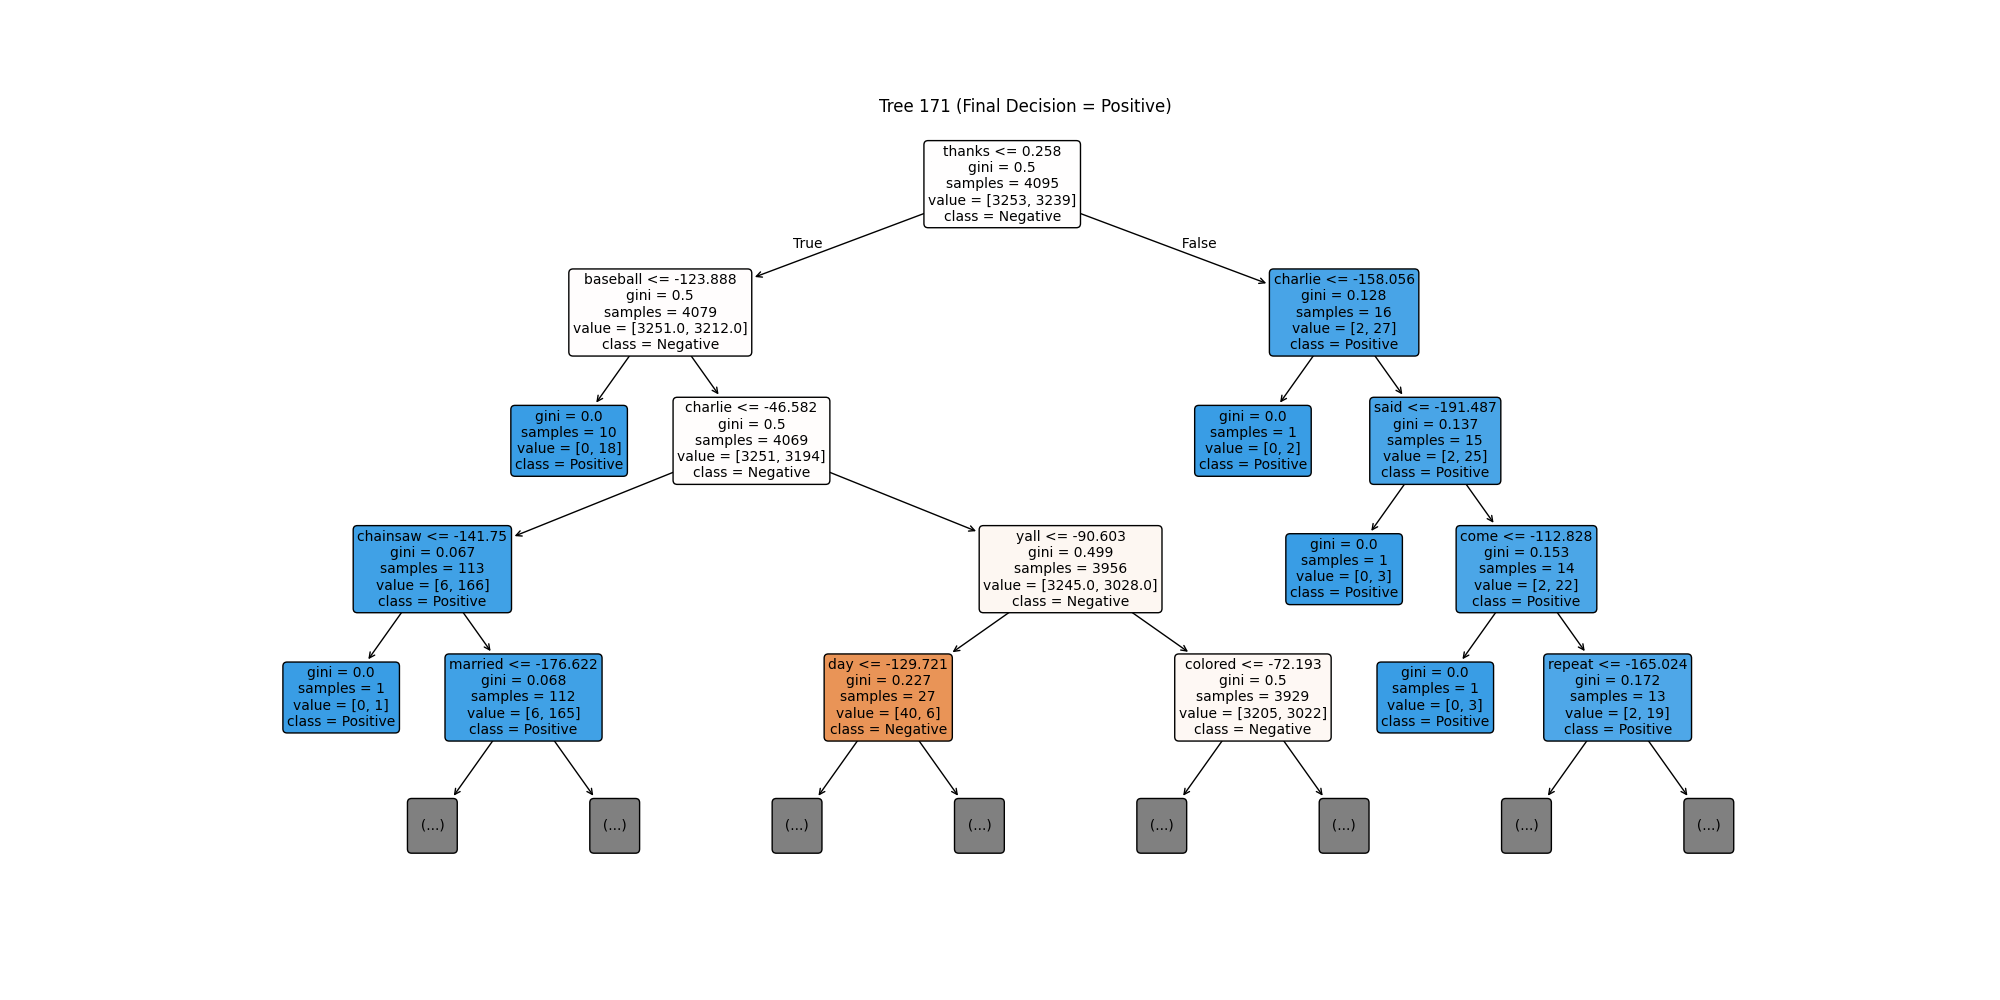 Tree 171 (Final Decision = Positive)
thanks <= 0.258
gini = 0.5
samples = 4095
value = [3253, 3239]
class = Negative
True
False
baseball <= -123.888
gini = 0.5
samples = 4079
value = [3251.0, 3212.0]
class = Negative
charlie <= -158.056
gini = 0.128
samples = 16
value = [2, 27]
class = Positive
gini = 0.0
samples = 10
value = [0, 18]
class = Positive
charlie <= -46.582
gini = 0.5
samples = 4069
value = [3251, 3194]
class = Negative
gini = 0.0
samples = 1
value = [0, 2]
class = Positive
said <= -191.487
gini = 0.137
samples = 15
value = [2, 25]
class = Positive
chainsaw <= -141.75
gini = 0.067
samples = 113
value = [6, 166]
class = Positive
yall <= -90.603
gini = 0.499
samples = 3956
value = [3245.0, 3028.0]
class = Negative
gini = 0.0
samples = 1
value = [0, 3]
class = Positive
come <= -112.828
gini = 0.153
samples = 14
value = [2, 22]
class = Positive
gini = 0.0
samples = 1
value = [0, 1]
class = Positive
married <= -176.622
gini = 0.068
samples = 112
value = [6, 165]
class = Positive
day <= -129.721
gini = 0.227
samples = 27
value = [40, 6]
class = Negative
colored <= -72.193
gini = 0.5
samples = 3929
value = [3205, 3022]
class = Negative
gini = 0.0
samples = 1
value = [0, 3]
class = Positive
repeat <= -165.024
gini = 0.172
samples = 13
value = [2, 19]
class = Positive
(...)
(...)
(...)
(...)
(...)
(...)
(...)
(...)